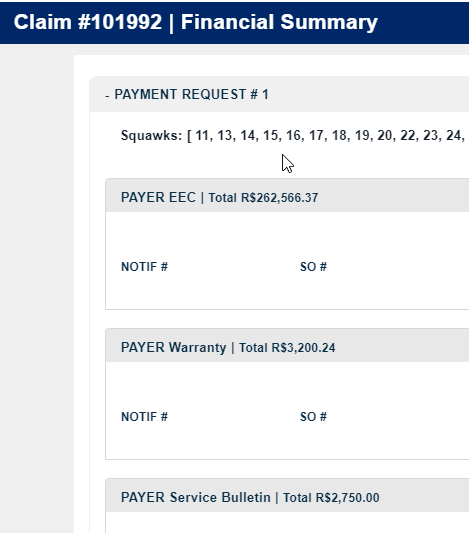 Claim #101992 | Financial Summary
- PAYMENT REQUEST # 1
Squawks: [ 11, 13, 14, 15, 16, 17, 18, 19, 20, 22, 23, 24,
PAYER EEC | Total R$262,566.37
NOTIF # SO #
PAYER Warranty | Total R$3,200.24
NOTIF # SO #
PAYER Service Bulletin | Total R$2,750.00